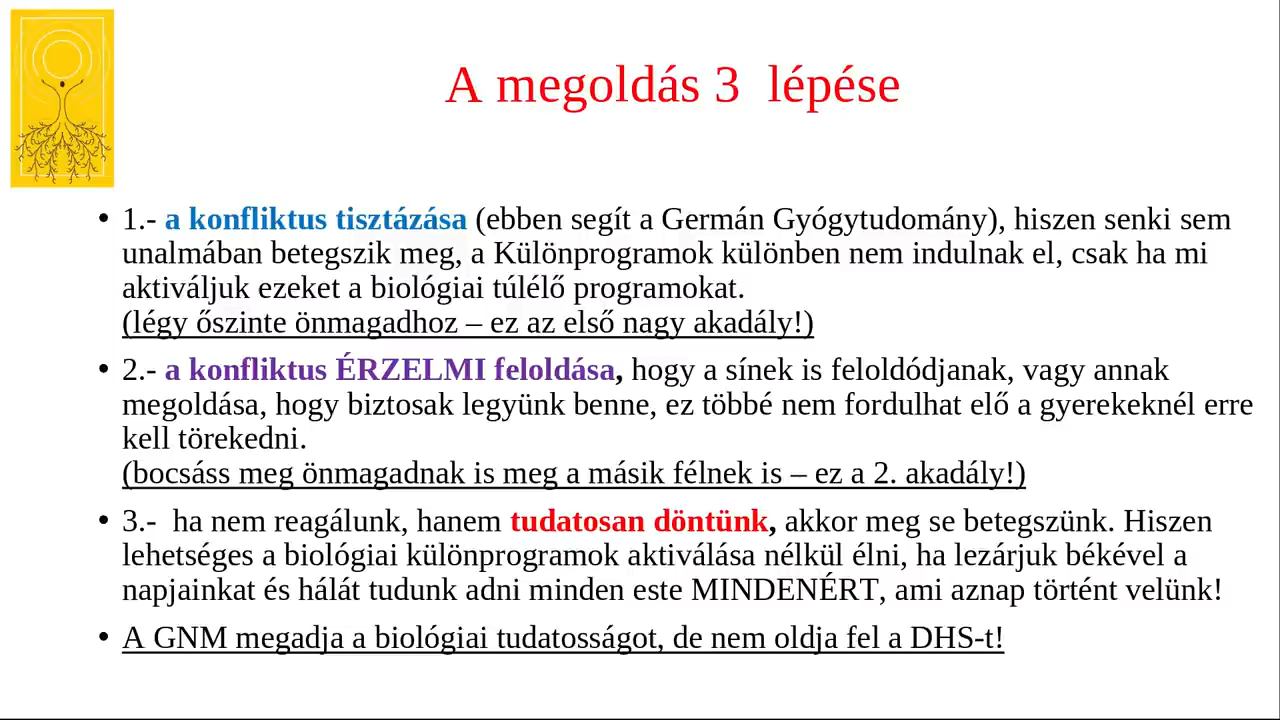 A megoldás 3  lépése
• 1.- a konfliktus tisztázása (ebben segít a Germán Gyógytudomány), hiszen senki sem
unalmában betegszik meg, a Különprogramok különben nem indulnak el, csak ha mi
aktiváljuk ezeket a biológiai túlélő programokat.
(légy őszinte önmagadhoz – ez az első nagy akadály!)
• 2.- a konfliktus ÉRZELMI feloldása, hogy a sínek is feloldódjanak, vagy annak
megoldása, hogy biztosak legyünk benne, ez többé nem fordulhat elő a gyerekeknél erre
kell törekedni.
(bocsáss meg önmagadnak is meg a másik félnek is – ez a 2. akadály!)
• 3.-  ha nem reagálunk, hanem tudatosan döntünk, akkor meg se betegszünk. Hiszen
lehetséges a biológiai különprogramok aktiválása nélkül élni, ha lezárjuk békével a
napjainkat és hálát tudunk adni minden este MINDENÉRT, ami aznap történt velünk!
• A GNM megadja a biológiai tudatosságot, de nem oldja fel a DHS-t!